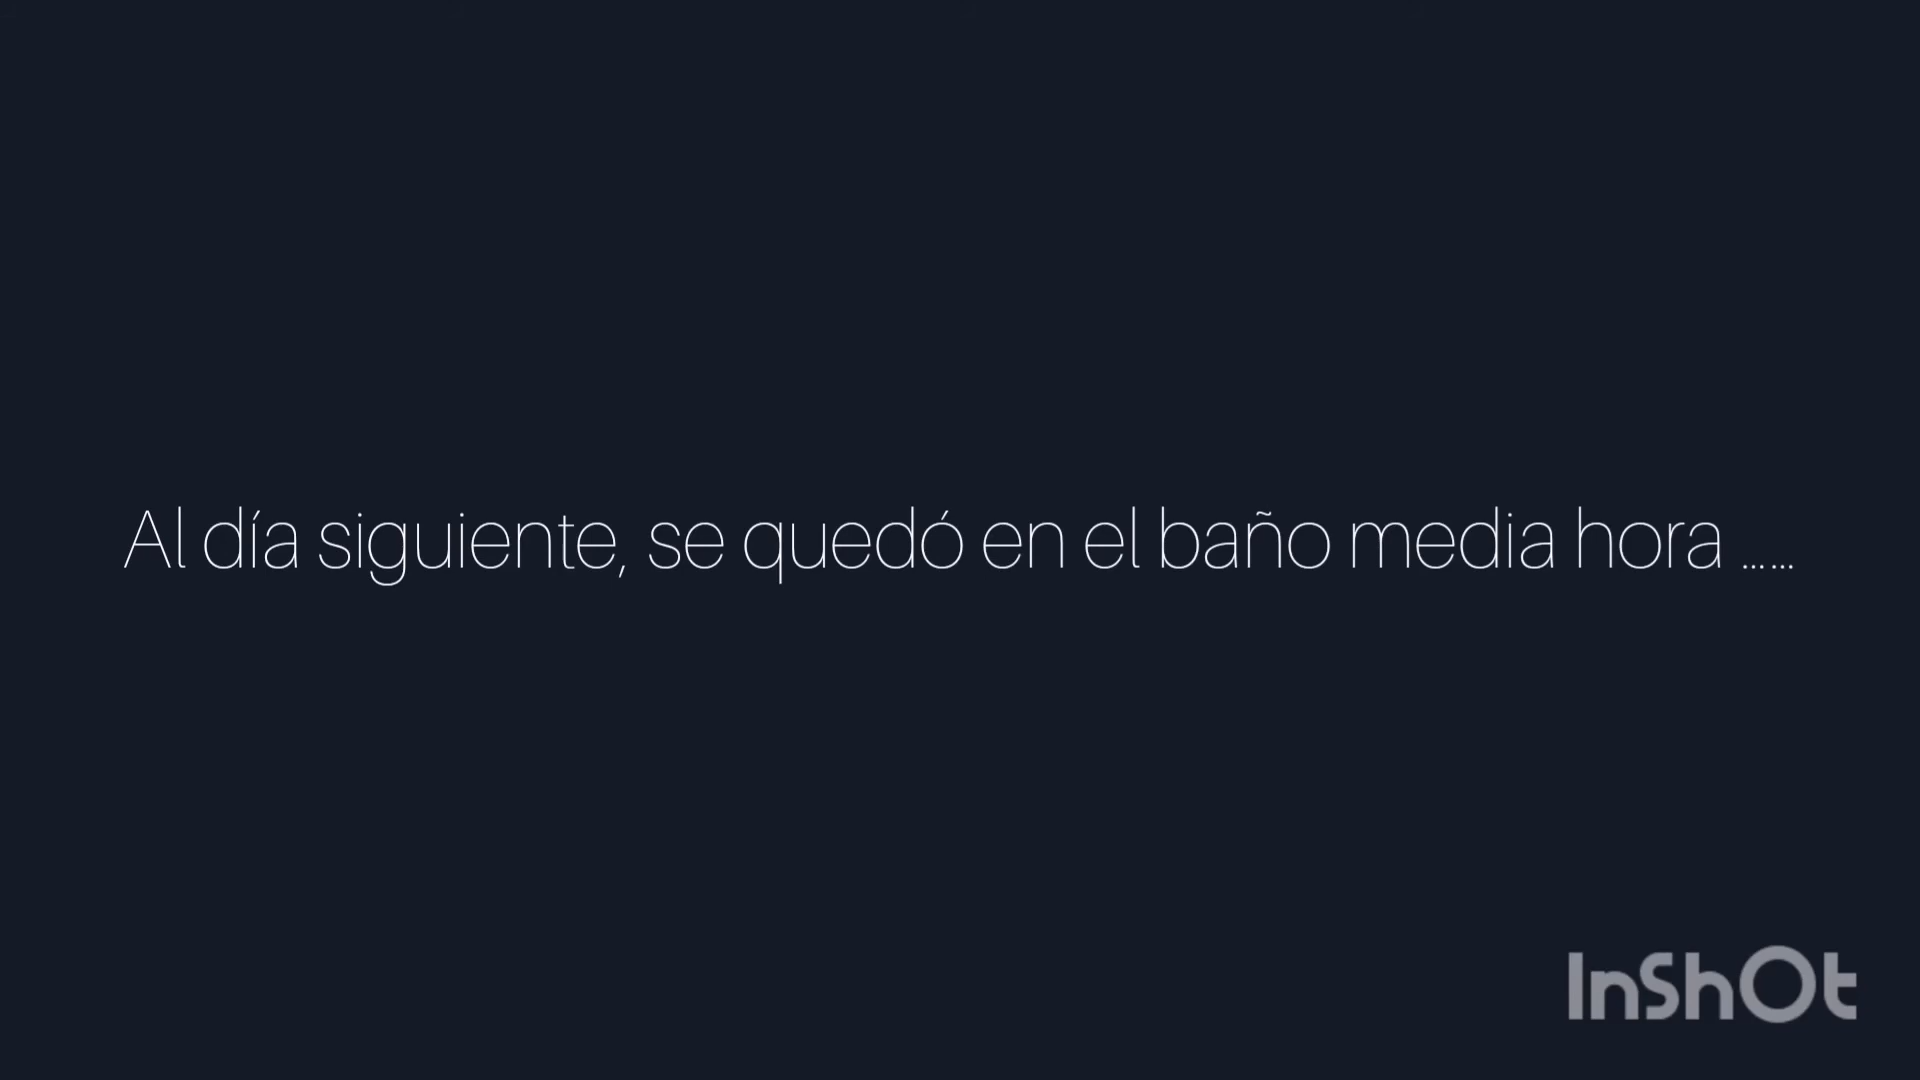 Al día siguiente, se quedó en el baño media hora ......
InShOt